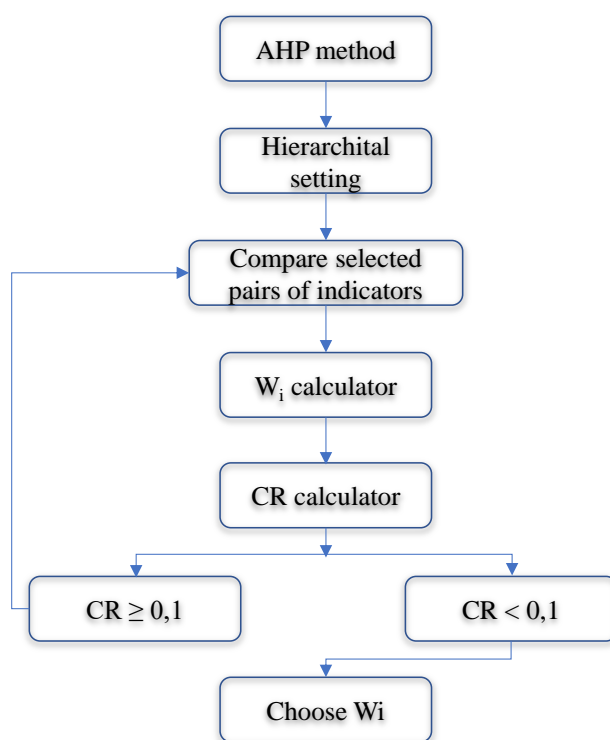 AHP method
Hierarchital
setting
Compare selected
pairs of indicators
Wi calculator
CR calculator
CR ≥ 0,1
CR < 0,1
Choose Wi